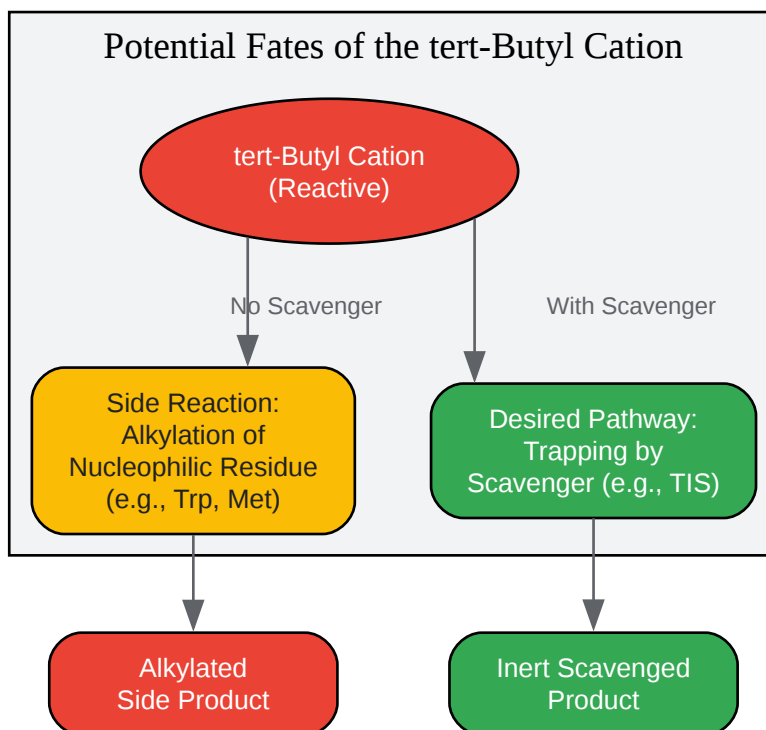 Potential Fates of the tert-Butyl Cation
tert-Butyl Cation
(Reactive)
No Scavenger
With Scavenger
Side Reaction:
Alkylation of
Nucleophilic Residue
(e.g., Trp, Met)
Desired Pathway:
Trapping by
Scavenger (e.g., TIS)
Alkylated
Side Product
Inert Scavenged
Product